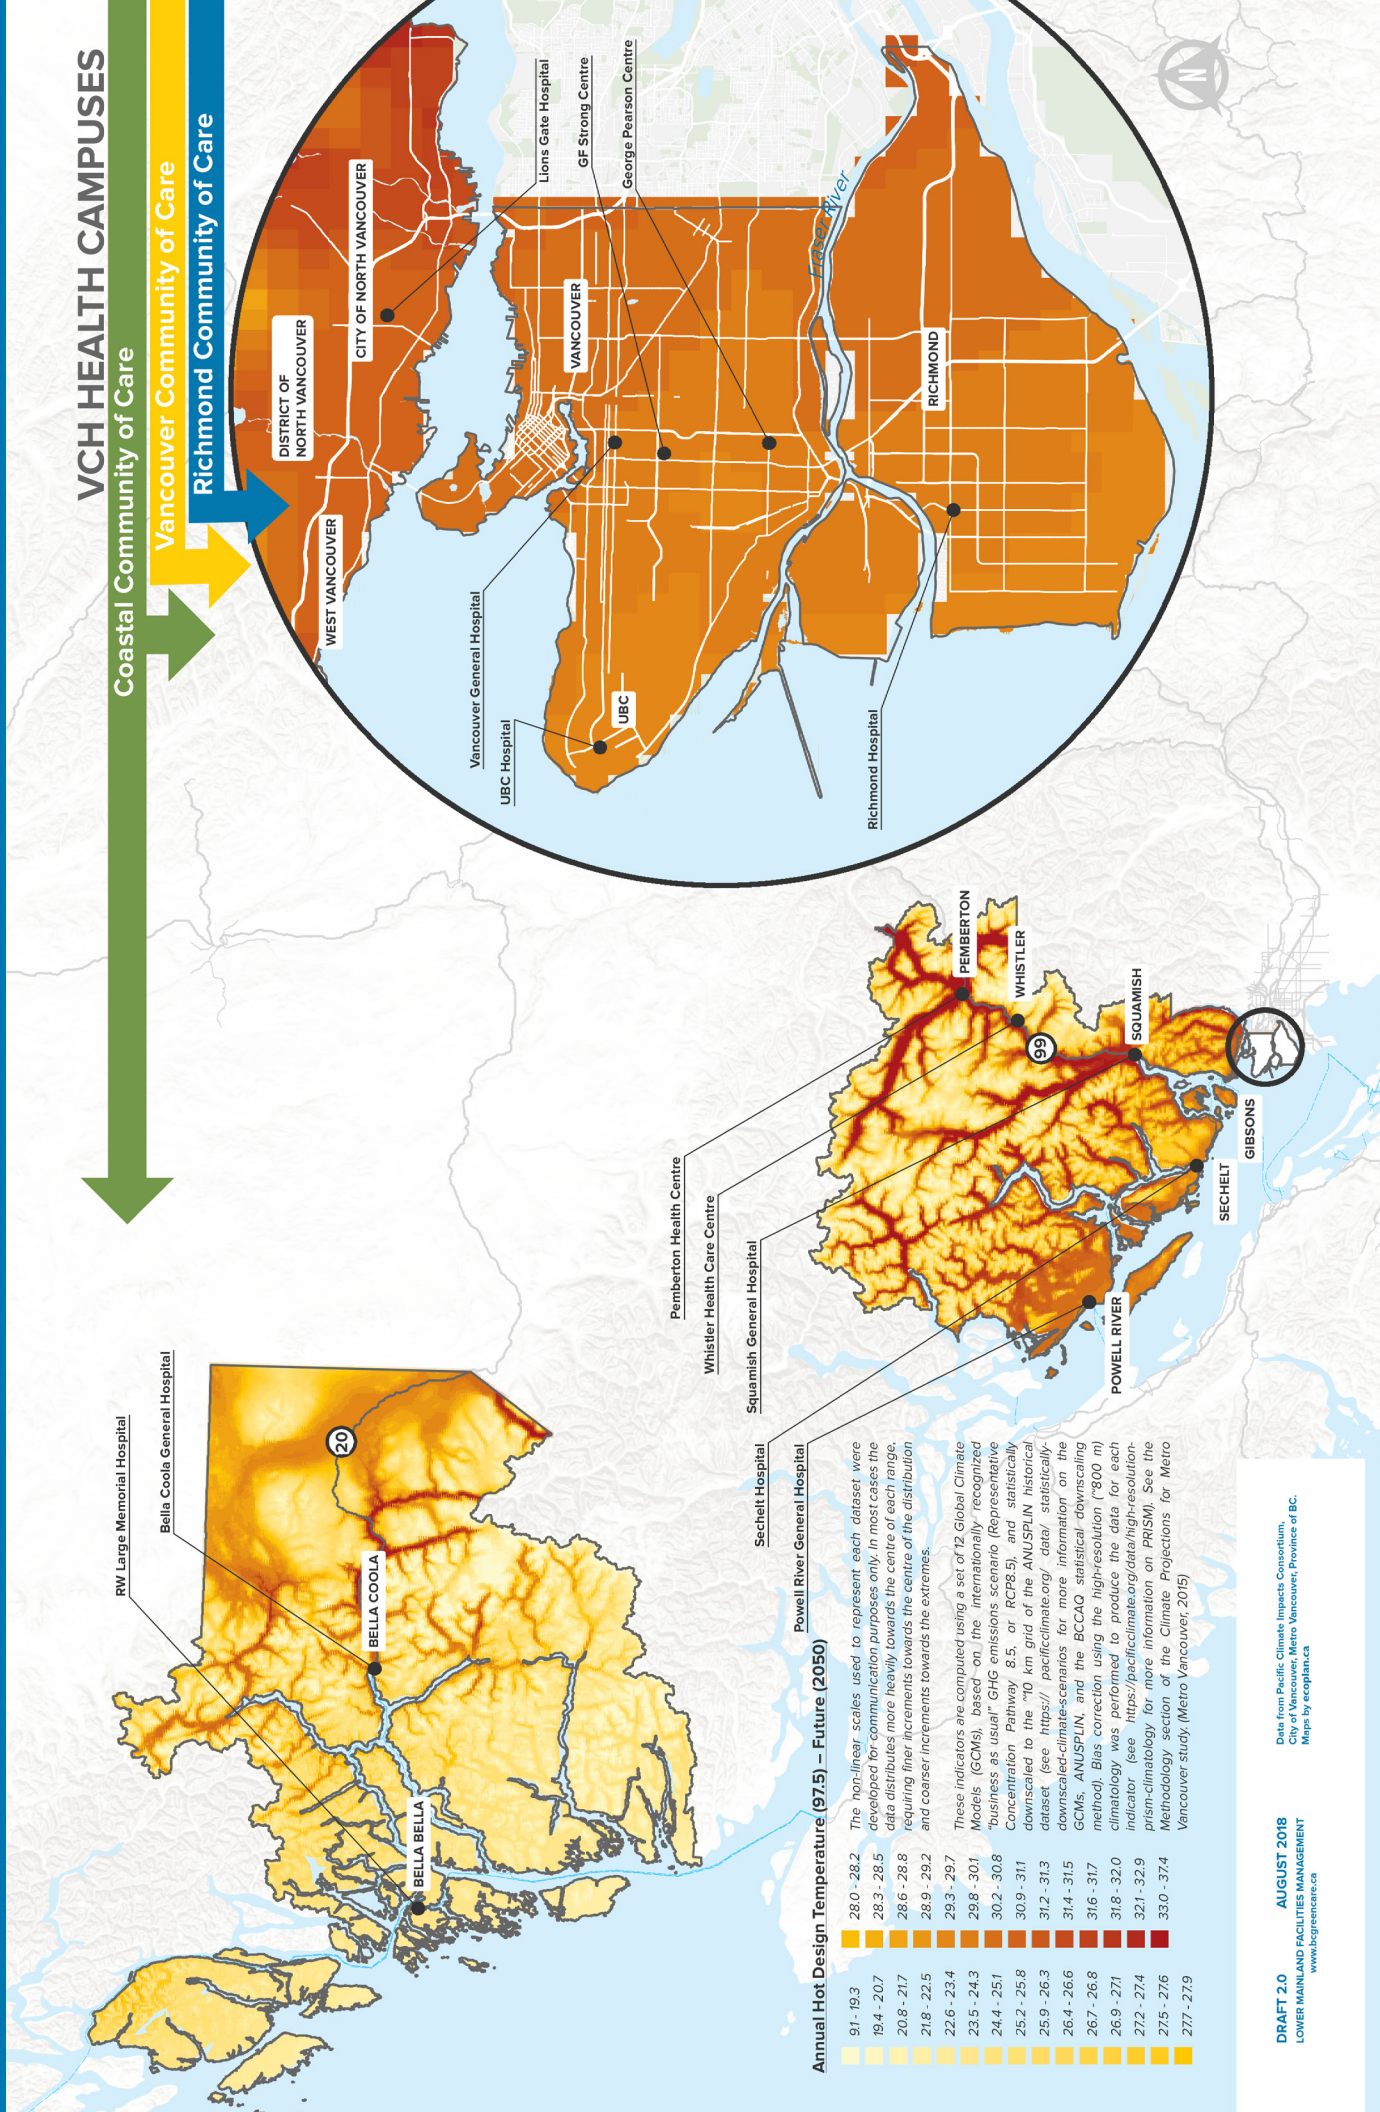 VCH HEALTH CAMPUSES
Coastal Community of Care
Vancouver Community of Care
Richmond Community of Care
RW Large Memorial Hospital
Bella Coola General Hospital
20
BELLA COOLA
BELLA BELLA
DISTRICT OF
NORTH VANCOUVER
CITY OF NORTH VANCOUVER
WEST VANCOUVER
Lions Gate Hospital
GF Strong Centre
George Pearson Centre
VANCOUVER
Vancouver General Hospital
UBC Hospital
UBC
Fraser River
RICHMOND
Richmond Hospital
N
Pemberton Health Centre
Whistler Health Care Centre
Squamish General Hospital
Sechelt Hospital
Powell River General Hospital
PEMBERTON
WHISTLER
99
SQUAMISH
GIBSONS
SECHELT
POWELL RIVER
Annual Hot Design Temperature (97.5) – Future (2050)
9.1 - 19.3
19.4 - 20.7
20.8 - 21.7
21.8 - 22.5
22.6 - 23.4
23.5 - 24.3
24.4 - 25.1
25.2 - 25.8
25.9 - 26.3
26.4 - 26.6
26.7 - 26.8
26.9 - 27.1
27.2 - 27.4
27.5 - 27.6
27.7 - 27.9
28.0 - 28.2
28.3 - 28.5
28.6 - 28.8
28.9 - 29.2
29.3 - 29.7
29.8 - 30.1
30.2 - 30.8
30.9 - 31.1
31.2 - 31.3
31.4 - 31.5
31.6 - 31.7
31.8 - 32.0
32.1 - 32.9
33.0 - 37.4
The non-linear scales used to represent each dataset were
developed for communication purposes only. In most cases the
data distributes more heavily towards the centre of each range,
requiring finer increments towards the centre of the distribution
and coarser increments towards the extremes.
These indicators are computed using a set of 12 Global Climate
Models (GCMs), based on the internationally recognized
"business as usual" GHG emissions scenario (Representative
Concentration Pathway 8.5, or RCP8.5), and statistically
downscaled to the ~10 km grid of the ANUSPLIN historical
dataset (see https:// pacificclimate.org/ data/ statistically-
downscaled-climate-scenarios for more information on the
GCMs, ANUSPLIN, and the BCCAQ statistical downscaling
method). Bias correction using the high-resolution (~800 m)
climatology was performed to produce the data for each
indicator (see https://pacificclimate.org/data/high-resolution-
prism-climatology for more information on PRISM). See the
Methodology section of the Climate Projections for Metro
Vancouver study. (Metro Vancouver, 2015)
DRAFT 2.0 AUGUST 2018
LOWER MAINLAND FACILITIES MANAGEMENT
www.bcgreencare.ca
Data from Pacific Climate Impacts Consortium,
City of Vancouver, Metro Vancouver, Province of BC.
Maps by ecoplan.ca